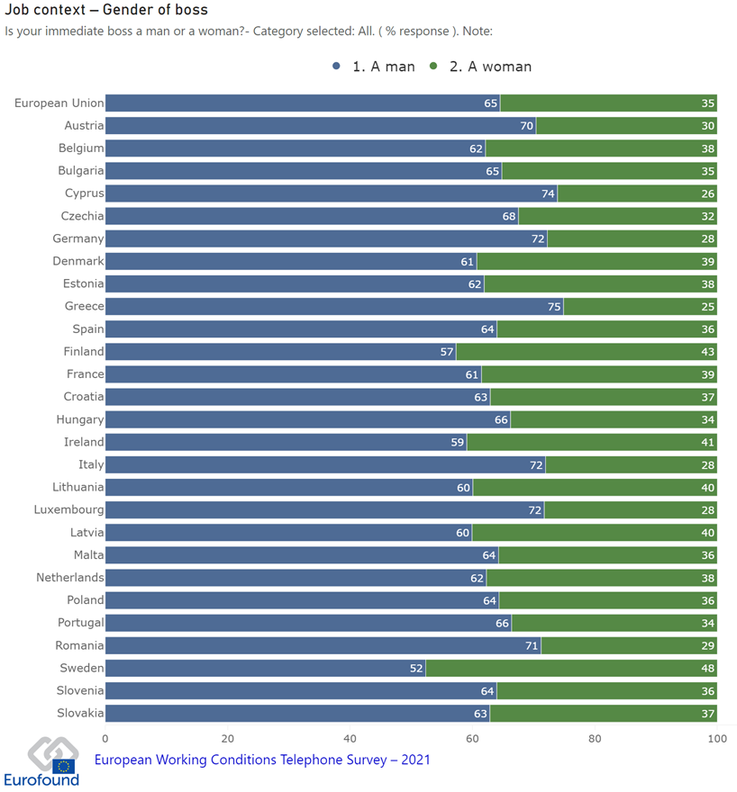 Job context – Gender of boss
Is your immediate boss a man or a woman?- Category selected: All. ( % response ). Note:
1. A man 2. A woman
European Union 65 35
Austria 70 30
Belgium 62 38
Bulgaria 65 35
Cyprus 74 26
Czechia 68 32
Germany 72 28
Denmark 61 39
Estonia 62 38
Greece 75 25
Spain 64 36
Finland 57 43
France 61 39
Croatia 63 37
Hungary 66 34
Ireland 59 41
Italy 72 28
Lithuania 60 40
Luxembourg 72 28
Latvia 60 40
Malta 64 36
Netherlands 62 38
Poland 64 36
Portugal 66 34
Romania 71 29
Sweden 52 48
Slovenia 64 36
Slovakia 63 37
0 20 40 60 80 100
European Working Conditions Telephone Survey – 2021
Eurofound